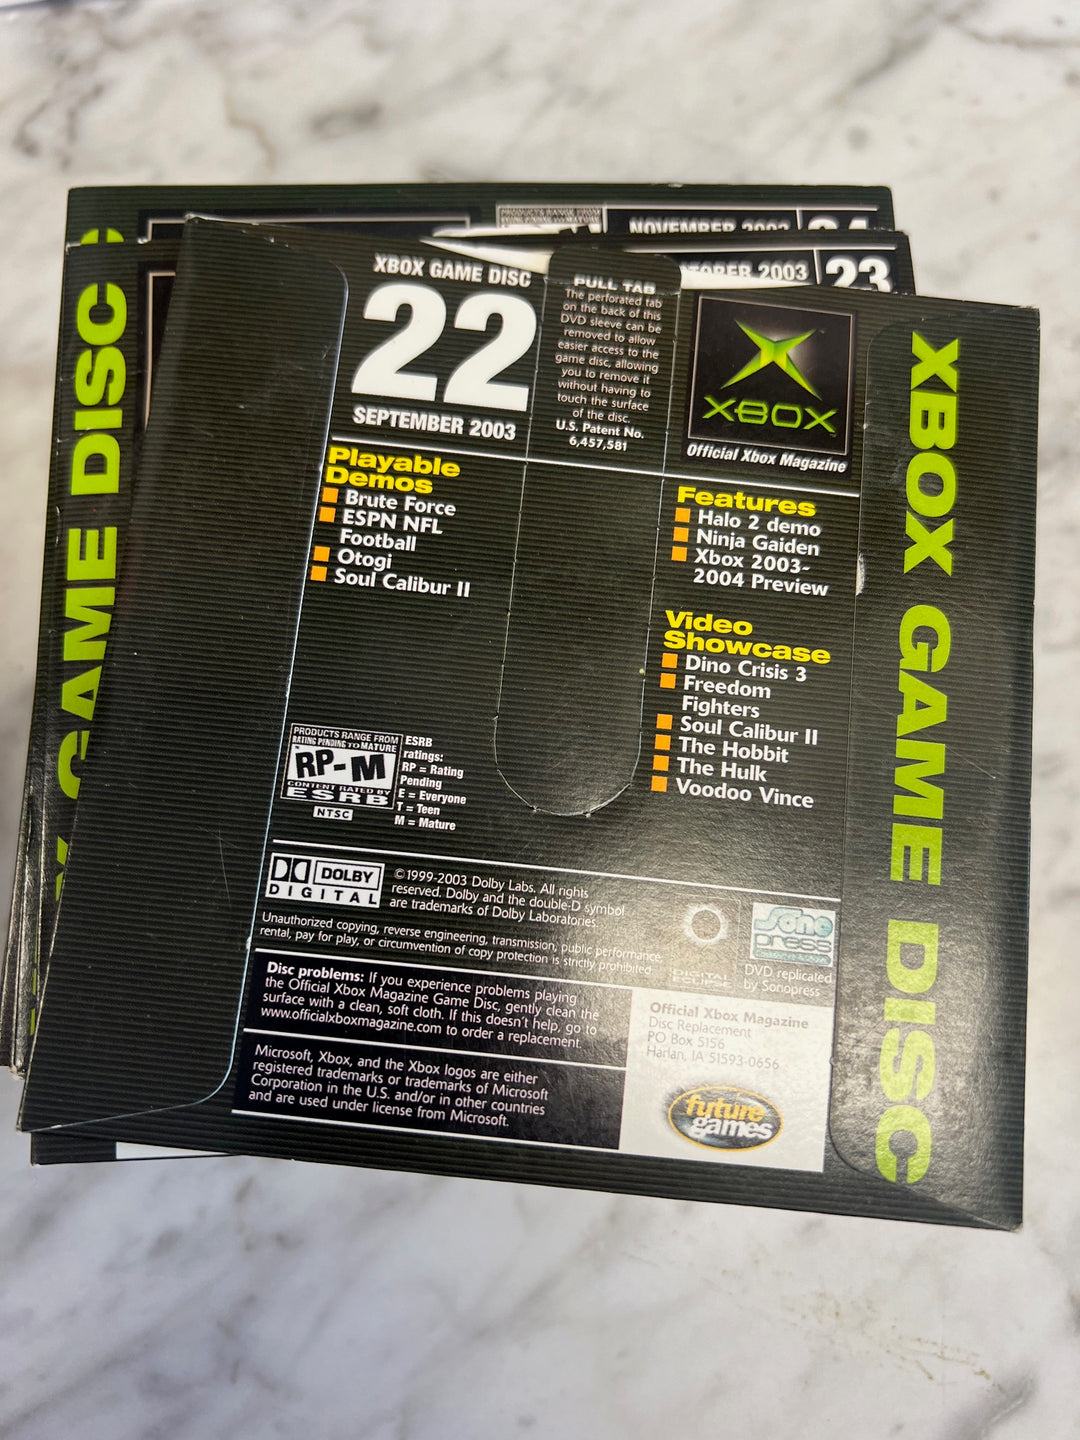 NOVEMBER 2003 24
OCTOBER 2003 23
XBOX GAME DISC
22
SEPTEMBER 2003
PULL TAB
The perforated tab
on the back of this
DVD sleeve can be
removed to allow
easier access to the
game disc, allowing
you to remove it
without having to
touch the surface
of the disc.
U.S. Patent No.
6,457,581
XBOX
Official Xbox Magazine
Playable
Demos
Brute Force
ESPN NFL
Football
Otogi
Soul Calibur II
Features
Halo 2 demo
Ninja Gaiden
Xbox 2003-
2004 Preview
Video
Showcase
Dino Crisis 3
Freedom
Fighters
Soul Calibur II
The Hobbit
The Hulk
Voodoo Vince
PRODUCTS RANGE FROM
RATING PENDING TO MATURE
RP-M
CONTENT RATED BY
ESRB
NTSC
ESRB
ratings:
RP = Rating
Pending
E = Everyone
T = Teen
M = Mature
DOLBY
DIGITAL
©1999-2003 Dolby Labs. All rights
reserved. Dolby and the double-D symbol
are trademarks of Dolby Laboratories.
Unauthorized copying, reverse engineering, transmission, public performance,
rental, pay for play, or circumvention of copy protection is strictly prohibited.
DIGITAL
ECLIPSE
Sono
press
DVD replicated
by Sonopress
Disc problems: If you experience problems playing
the Official Xbox Magazine Game Disc, gently clean the
surface with a clean, soft cloth. If this doesn't help, go to
www.officialxboxmagazine.com to order a replacement.
Microsoft, Xbox, and the Xbox logos are either
registered trademarks or trademarks of Microsoft
Corporation in the U.S. and/or in other countries
and are used under license from Microsoft.
Official Xbox Magazine
Disc Replacement
PO Box 5156
Harlan, IA 51593-0656
future
games
XBOX GAME DISC
GAME DISC